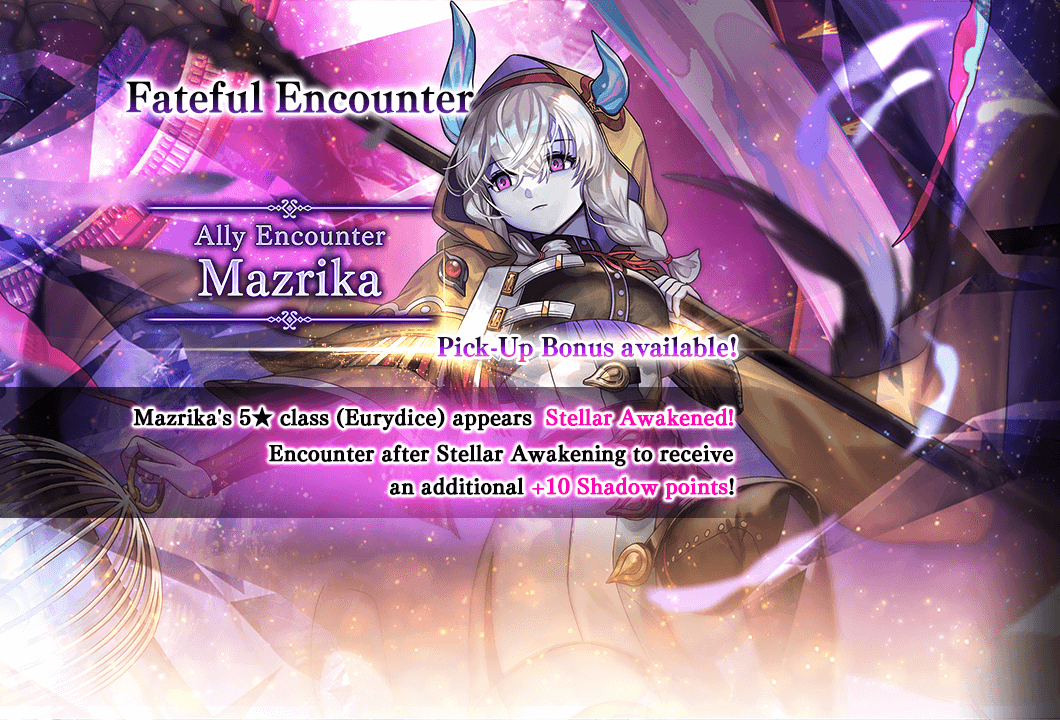 Fateful Encounter
Ally Encounter
Mazrika
Pick-Up Bonus available!
Mazrika's 5★ class (Eurydice) appears Stellar Awakened!
Encounter after Stellar Awakening to receive
an additional +10 Shadow points!